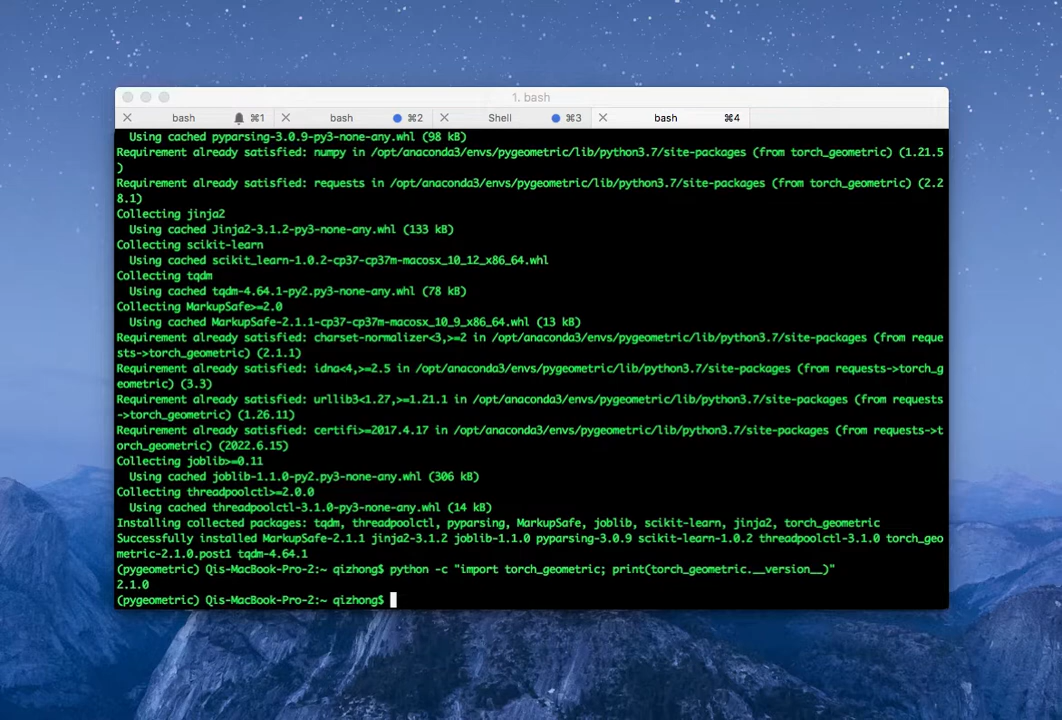 1. bash
bash ⌘1 bash ⌘2 Shell ⌘3 bash ⌘4
Using cached pyparsing-3.0.9-py3-none-any.whl (98 kB)
Requirement already satisfied: numpy in /opt/anaconda3/envs/pygeometric/lib/python3.7/site-packages (from torch_geometric) (1.21.5
)
Requirement already satisfied: requests in /opt/anaconda3/envs/pygeometric/lib/python3.7/site-packages (from torch_geometric) (2.2
8.1)
Collecting jinja2
Using cached Jinja2-3.1.2-py3-none-any.whl (133 kB)
Collecting scikit-learn
Using cached scikit_learn-1.0.2-cp37-cp37m-macosx_10_12_x86_64.whl
Collecting tqdm
Using cached tqdm-4.64.1-py2.py3-none-any.whl (78 kB)
Collecting MarkupSafe>=2.0
Using cached MarkupSafe-2.1.1-cp37-cp37m-macosx_10_9_x86_64.whl (13 kB)
Requirement already satisfied: charset-normalizer<3,>=2 in /opt/anaconda3/envs/pygeometric/lib/python3.7/site-packages (from reque
sts->torch_geometric) (2.1.1)
Requirement already satisfied: idna<4,>=2.5 in /opt/anaconda3/envs/pygeometric/lib/python3.7/site-packages (from requests->torch_g
eometric) (3.3)
Requirement already satisfied: urllib3<1.27,>=1.21.1 in /opt/anaconda3/envs/pygeometric/lib/python3.7/site-packages (from requests
->torch_geometric) (1.26.11)
Requirement already satisfied: certifi>=2017.4.17 in /opt/anaconda3/envs/pygeometric/lib/python3.7/site-packages (from requests->t
orch_geometric) (2022.6.15)
Collecting joblib>=0.11
Using cached joblib-1.1.0-py2.py3-none-any.whl (306 kB)
Collecting threadpoolctl>=2.0.0
Using cached threadpoolctl-3.1.0-py3-none-any.whl (14 kB)
Installing collected packages: tqdm, threadpoolctl, pyparsing, MarkupSafe, joblib, scikit-learn, jinja2, torch_geometric
Successfully installed MarkupSafe-2.1.1 jinja2-3.1.2 joblib-1.1.0 pyparsing-3.0.9 scikit-learn-1.0.2 threadpoolctl-3.1.0 torch_geo
metric-2.1.0.post1 tqdm-4.64.1
(pygeometric) Qis-MacBook-Pro-2:~ qizhong$ python -c "import torch_geometric; print(torch_geometric.__version__)"
2.1.0
(pygeometric) Qis-MacBook-Pro-2:~ qizhong$